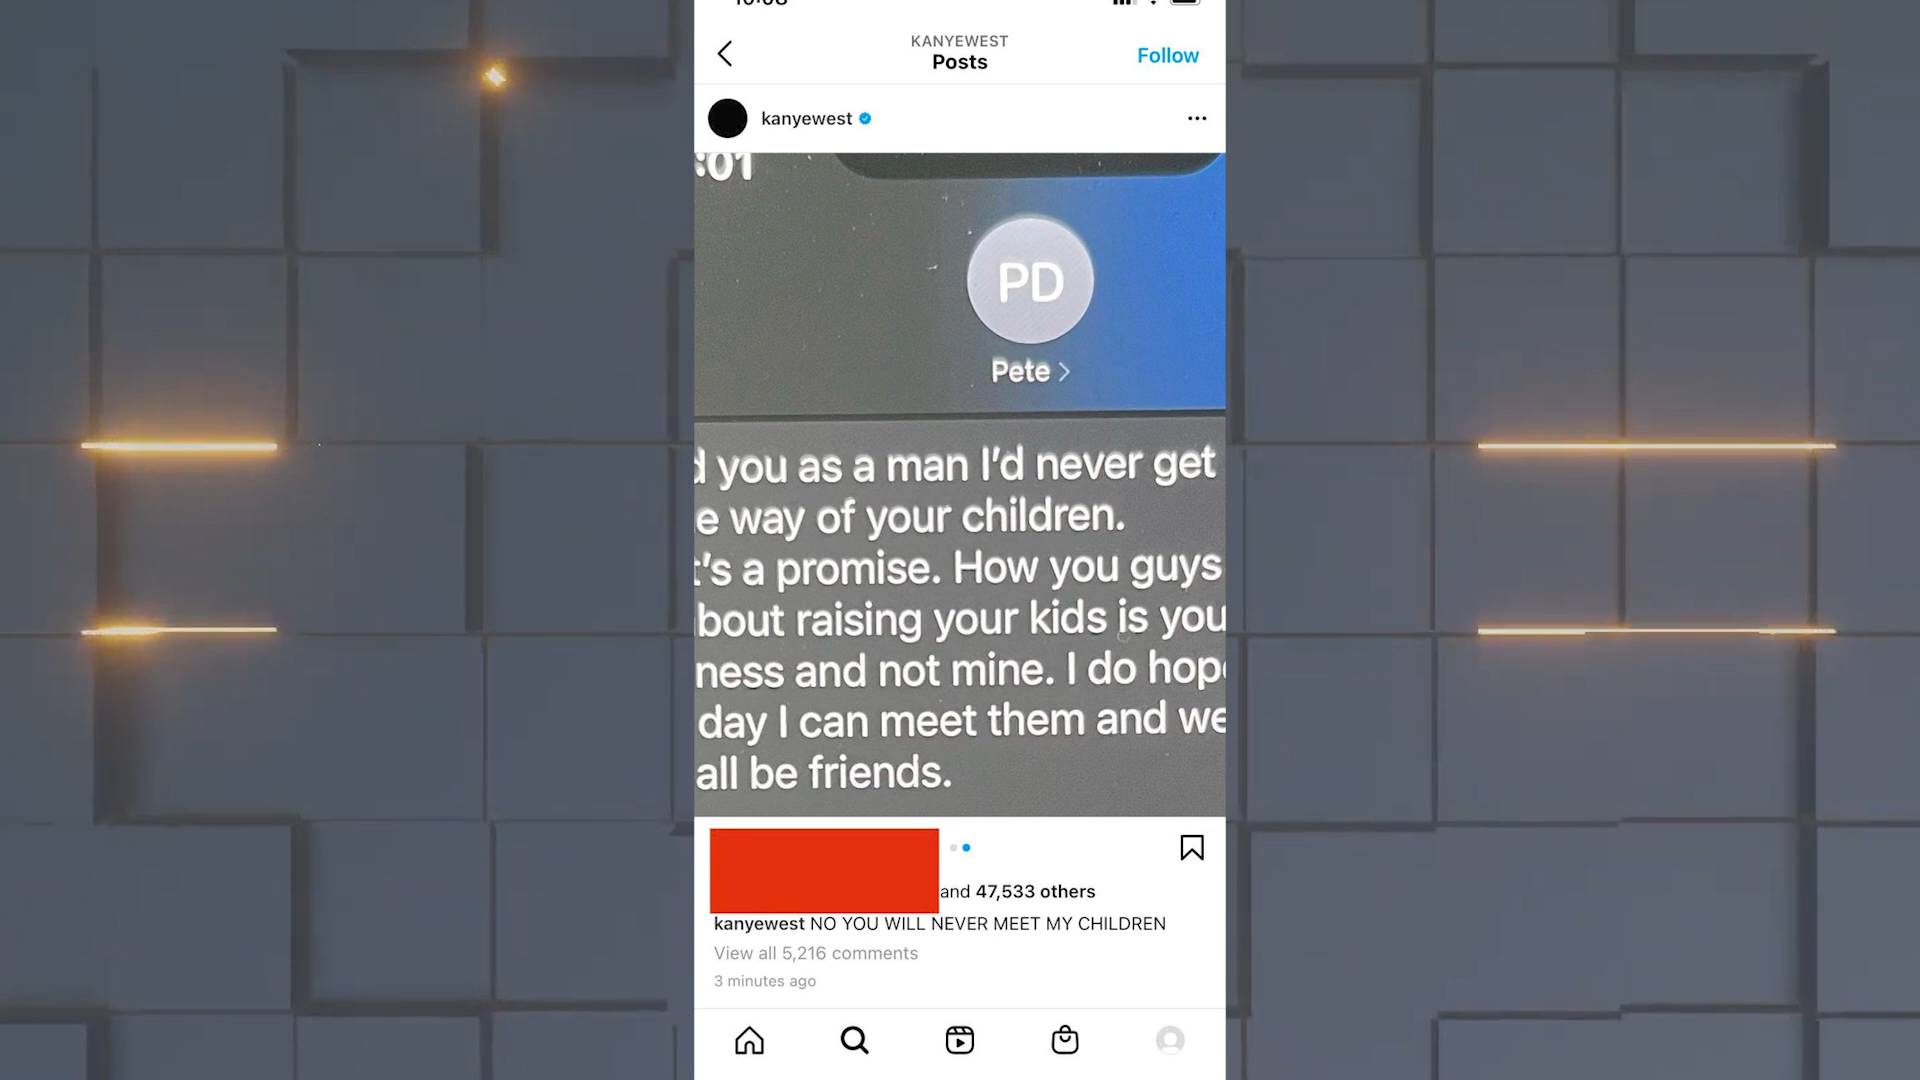 10:08
KANYEWEST
Posts
Follow
kanyewest
:01
PD
Pete
d you as a man I'd never get
e way of your children.
t's a promise. How you guys
bout raising your kids is you
ness and not mine. I do hop
day I can meet them and we
all be friends.
and 47,533 others
kanyewest NO YOU WILL NEVER MEET MY CHILDREN
View all 5,216 comments
3 minutes ago